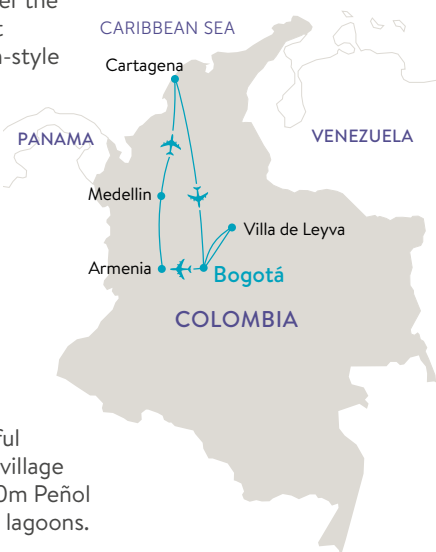 er the
CARIBBEAN SEA
-style
Cartagena
PANAMA
VENEZUELA
Medellin
Villa de Leyva
Armenia
Bogotá
COLOMBIA
village
0m Peñol
lagoons.